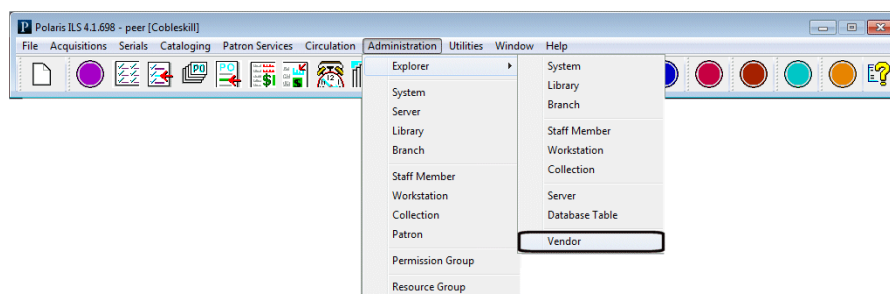 Polaris ILS 4.1.698 - peer [Cobleskill]
File Acquisitions Serials Cataloging Patron Services Circulation Administration Utilities Window Help
PO
PO
12
Explorer
System
Server
Library
Branch
Staff Member
Workstation
Collection
Patron
Permission Group
Resource Group
System
Library
Branch
Staff Member
Workstation
Collection
Server
Database Table
Vendor